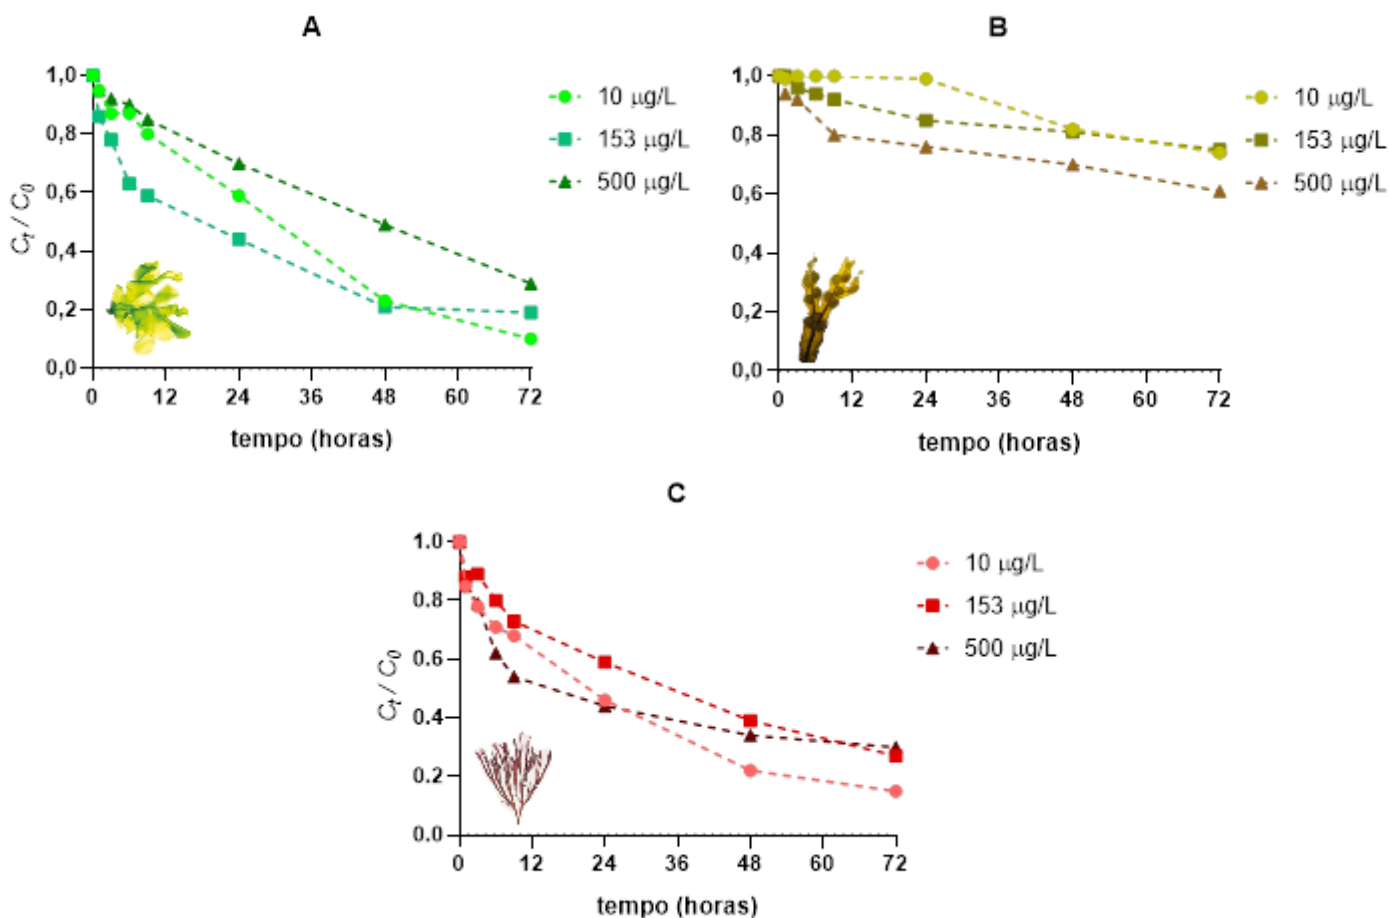 A
1,0
0,8
0,6
0,4
0,2
0,0
Ct / C0
0 12 24 36 48 60 72
tempo (horas)
10 µg/L
153 µg/L
500 µg/L
B
1,0
0,8
0,6
0,4
0,2
0,0
0 12 24 36 48 60 72
tempo (horas)
10 µg/L
153 µg/L
500 µg/L
C
1.0
0.8
0.6
0.4
0.2
0.0
Ct / C0
0 12 24 36 48 60 72
tempo (horas)
10 µg/L
153 µg/L
500 µg/L